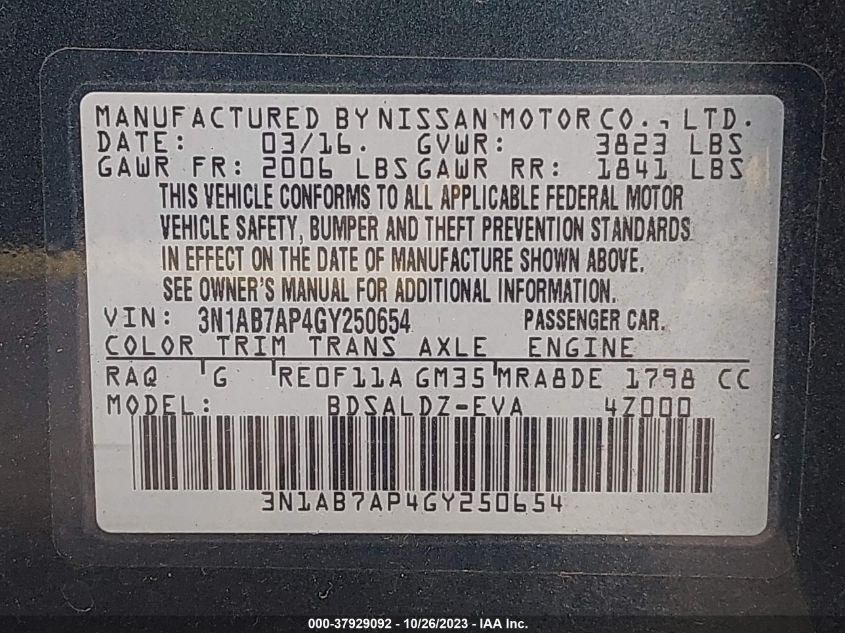 MANUFACTURED BY NISSAN MOTOR CO., LTD.
DATE: 03/16. GVWR: 3823 LBS
GAWR FR: 2006 LBS GAWR RR: 1841 LBS
THIS VEHICLE CONFORMS TO ALL APPLICABLE FEDERAL MOTOR
VEHICLE SAFETY, BUMPER AND THEFT PREVENTION STANDARDS
IN EFFECT ON THE DATE OF MANUFACTURE SHOWN ABOVE.
SEE OWNER'S MANUAL FOR ADDITIONAL INFORMATION.
VIN: 3N1AB7AP4GY250654 PASSENGER CAR.
COLOR TRIM TRANS AXLE ENGINE
RAQ G RE0F11A GM35 MRA8DE 1798 CC
MODEL: BDSALDZ-EVA 4Z000
3N1AB7AP4GY250654
000-37929092 - 10/26/2023 - IAA Inc.